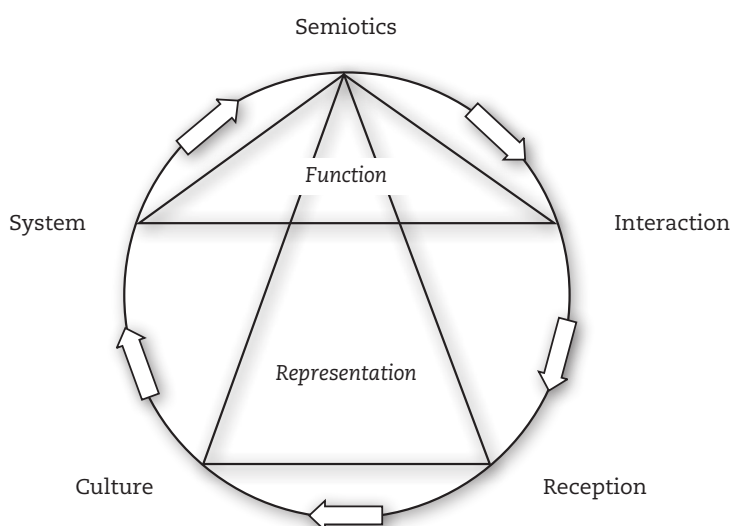 Semiotics
Function
System
Interaction
Representation
Culture
Reception